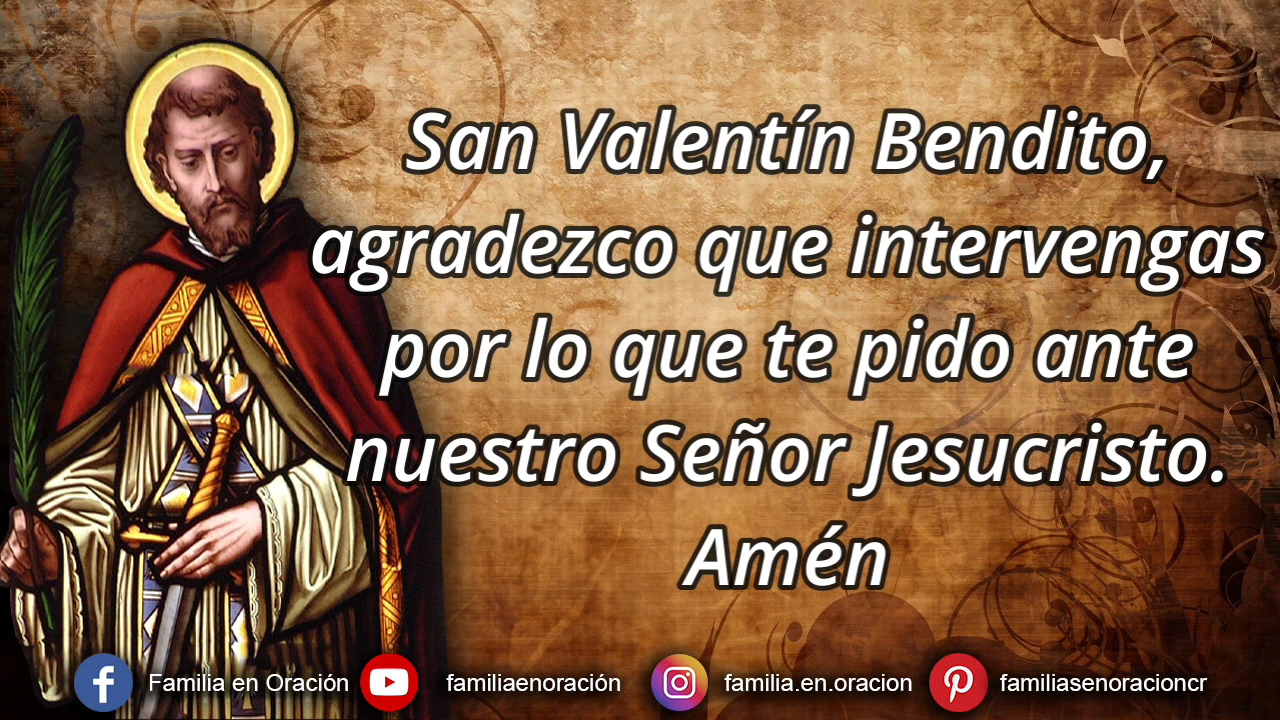 San Valentín Bendito,
agradezco que intervengas
por lo que te pido ante
nuestro Señor Jesucristo.
Amén
Familia en Oración familiaenoración familia.en.oracion familiasenoracioncr